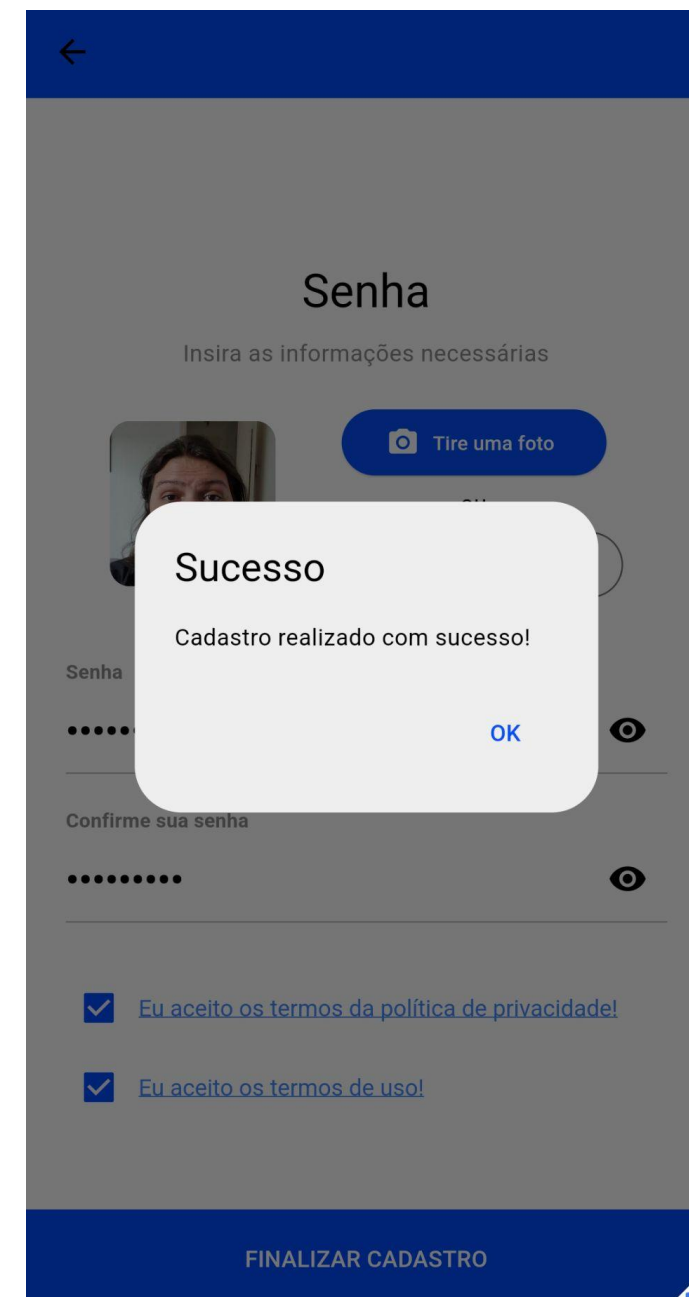 Senha
Insira as informações necessárias
Tire uma foto
Sucesso
Cadastro realizado com sucesso!
OK
Senha
Confirme sua senha
Eu aceito os termos da política de privacidade!
Eu aceito os termos de uso!
FINALIZAR CADASTRO